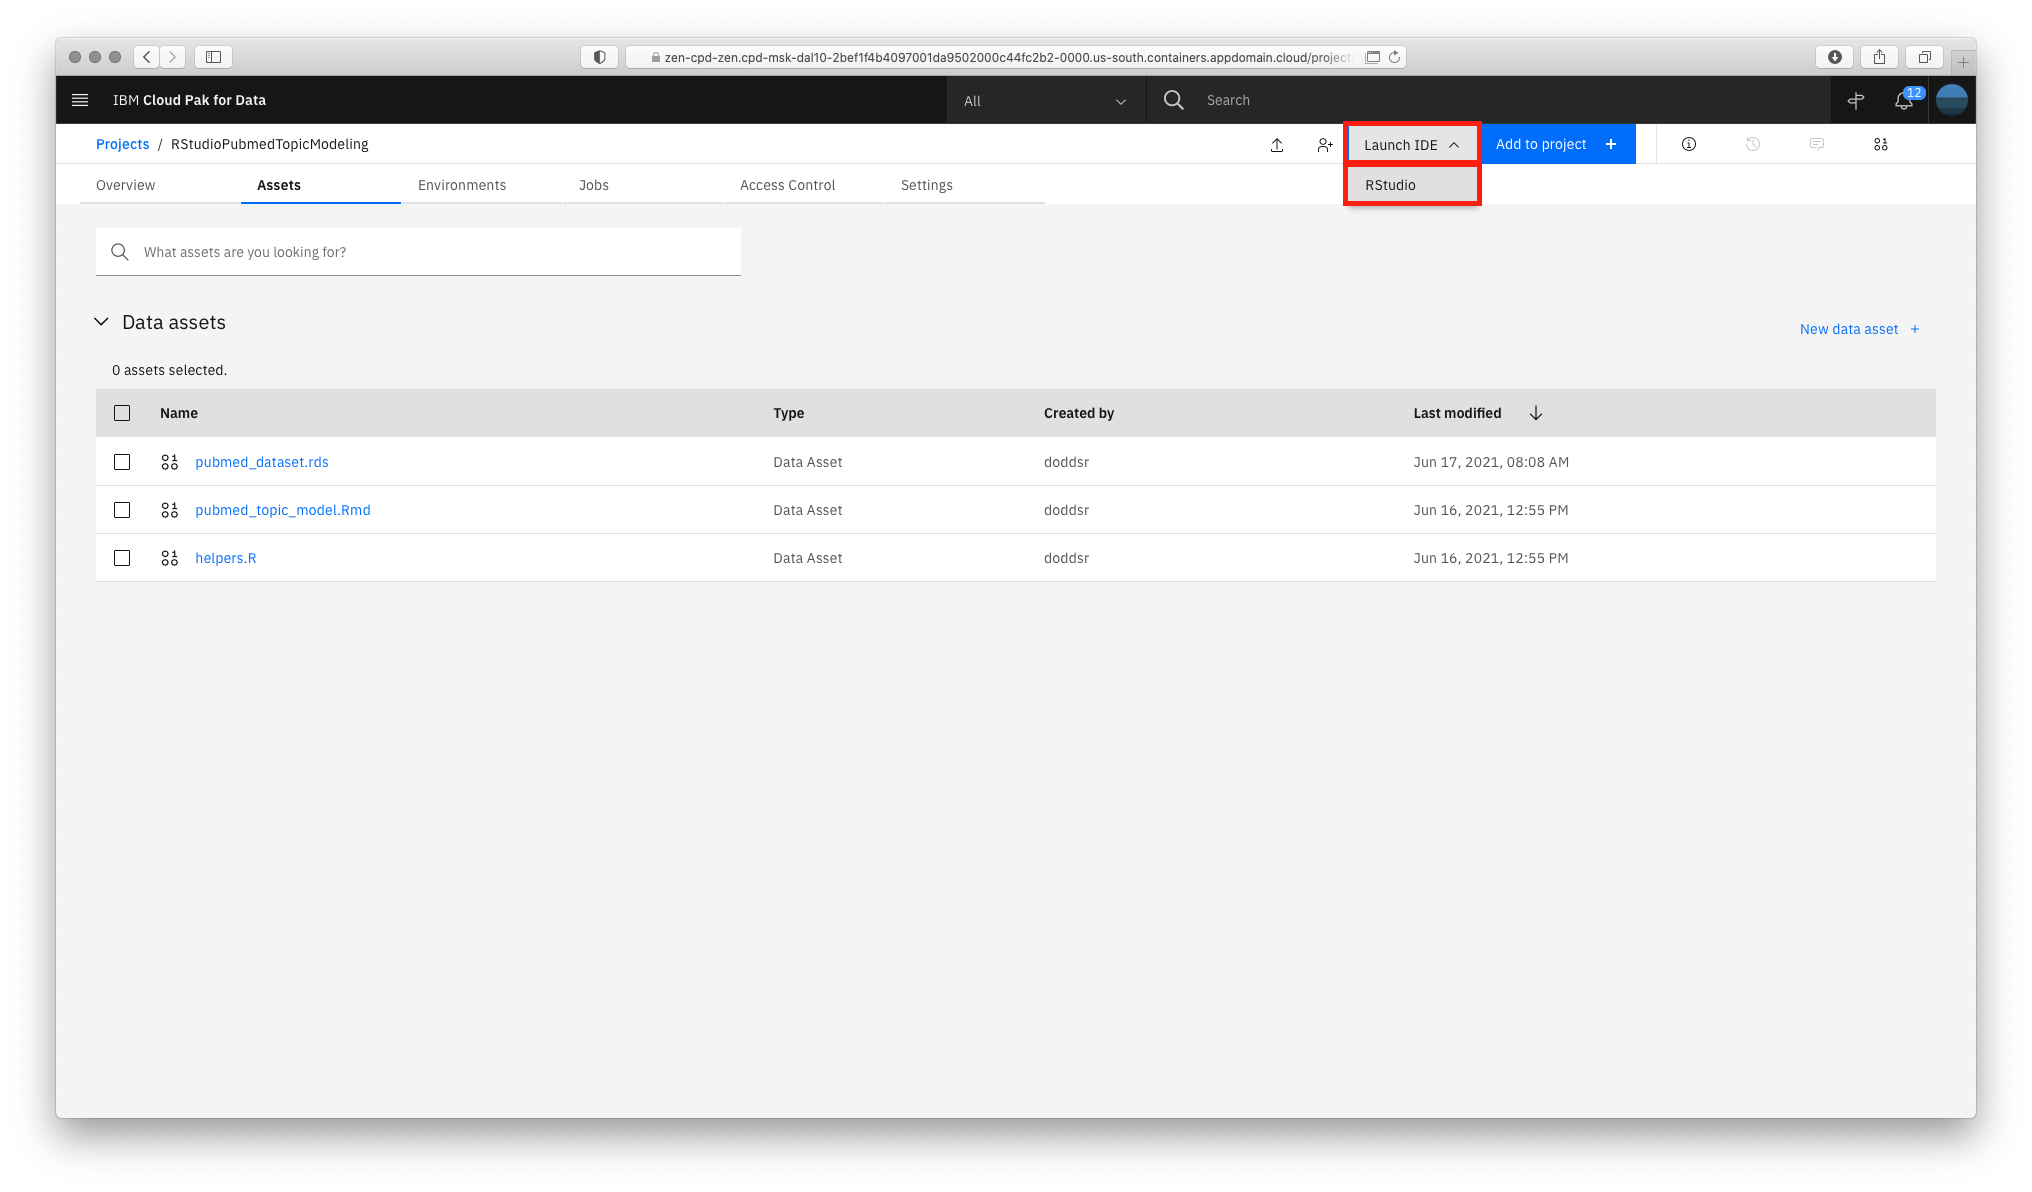 zen-cpd-zen.cpd-msk-dal10-2bef1f4b4097001da9502000c44fc2b2-0000.us-south.containers.appdomain.cloud/project
IBM Cloud Pak for Data
All
Search
12
Projects / RStudioPubmedTopicModeling
Launch IDE
Add to project +
Overview
Assets
Environments
Jobs
Access Control
Settings
RStudio
What assets are you looking for?
Data assets
New data asset +
0 assets selected.
Name Type Created by Last modified
pubmed_dataset.rds Data Asset doddsr Jun 17, 2021, 08:08 AM
pubmed_topic_model.Rmd Data Asset doddsr Jun 16, 2021, 12:55 PM
helpers.R Data Asset doddsr Jun 16, 2021, 12:55 PM